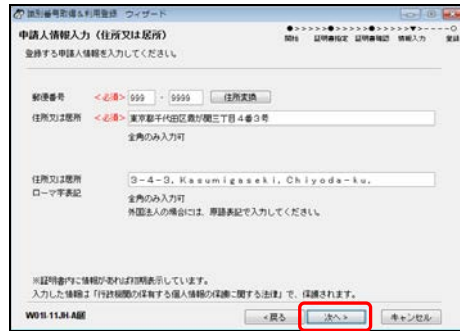 識別番号取得&利用登録 ウィザード
申請人情報入力（住所又は居所）
●>>>>>●>>>>>●>>>>>▼>-----○
開始 証明書指定 証明書確認 情報入力 登録
登録する申請人情報を入力してください。
郵便番号 <必須> 999 - 9999 住所変換
住所又は居所 <必須> 東京都千代田区霞が関三丁目４番３号
全角のみ入力可
住所又は居所
ローマ字表記
３－４－３，Ｋａｓｕｍｉｇａｓｅｋｉ，Ｃｈｉｙｏｄａ－ｋｕ，
全角のみ入力可
外国法人の場合には、原語表記で入力してください。
※証明書内に情報があれば初期表示しています。
入力した情報は「行政機関の保有する個人情報の保護に関する法律」で、保護されます。
W01I-11.JH-A画
<戻る 次へ> キャンセル